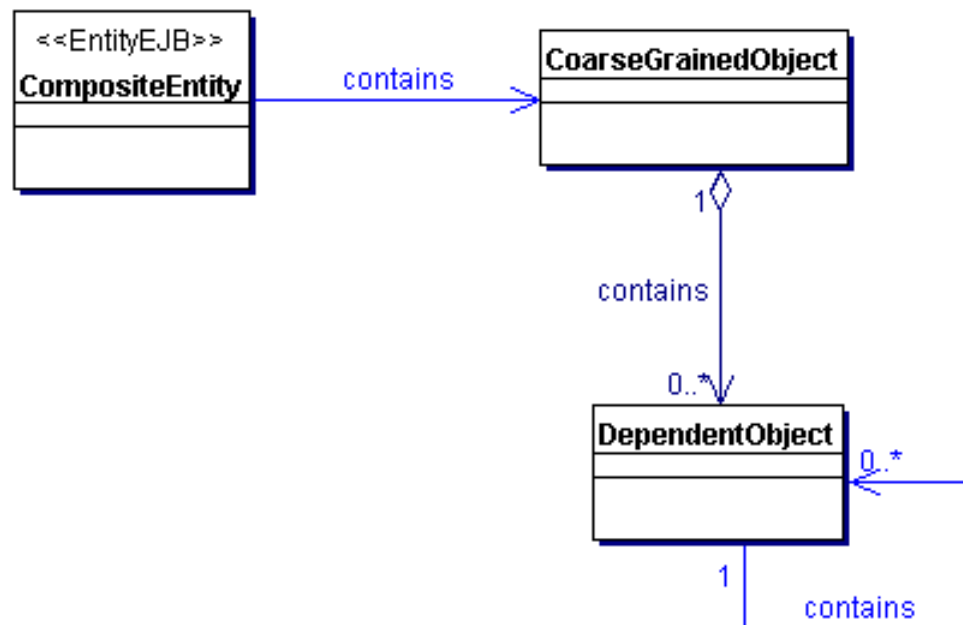 <<EntityEJB>>
CompositeEntity
contains
CoarseGrainedObject
1
contains
0..*
DependentObject
0..*
1
contains